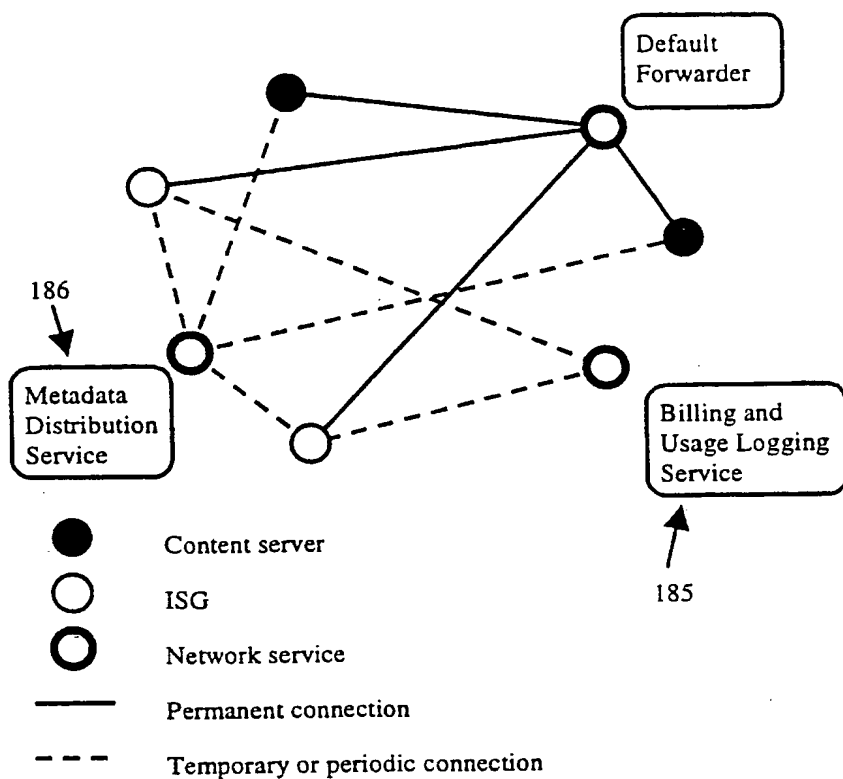 Default
Forwarder
186
Metadada
Distribution
Service
Billing and
Usage Logging
Service
185
Content server
ISG
Network service
Permanent connection
Temporary or periodic connection